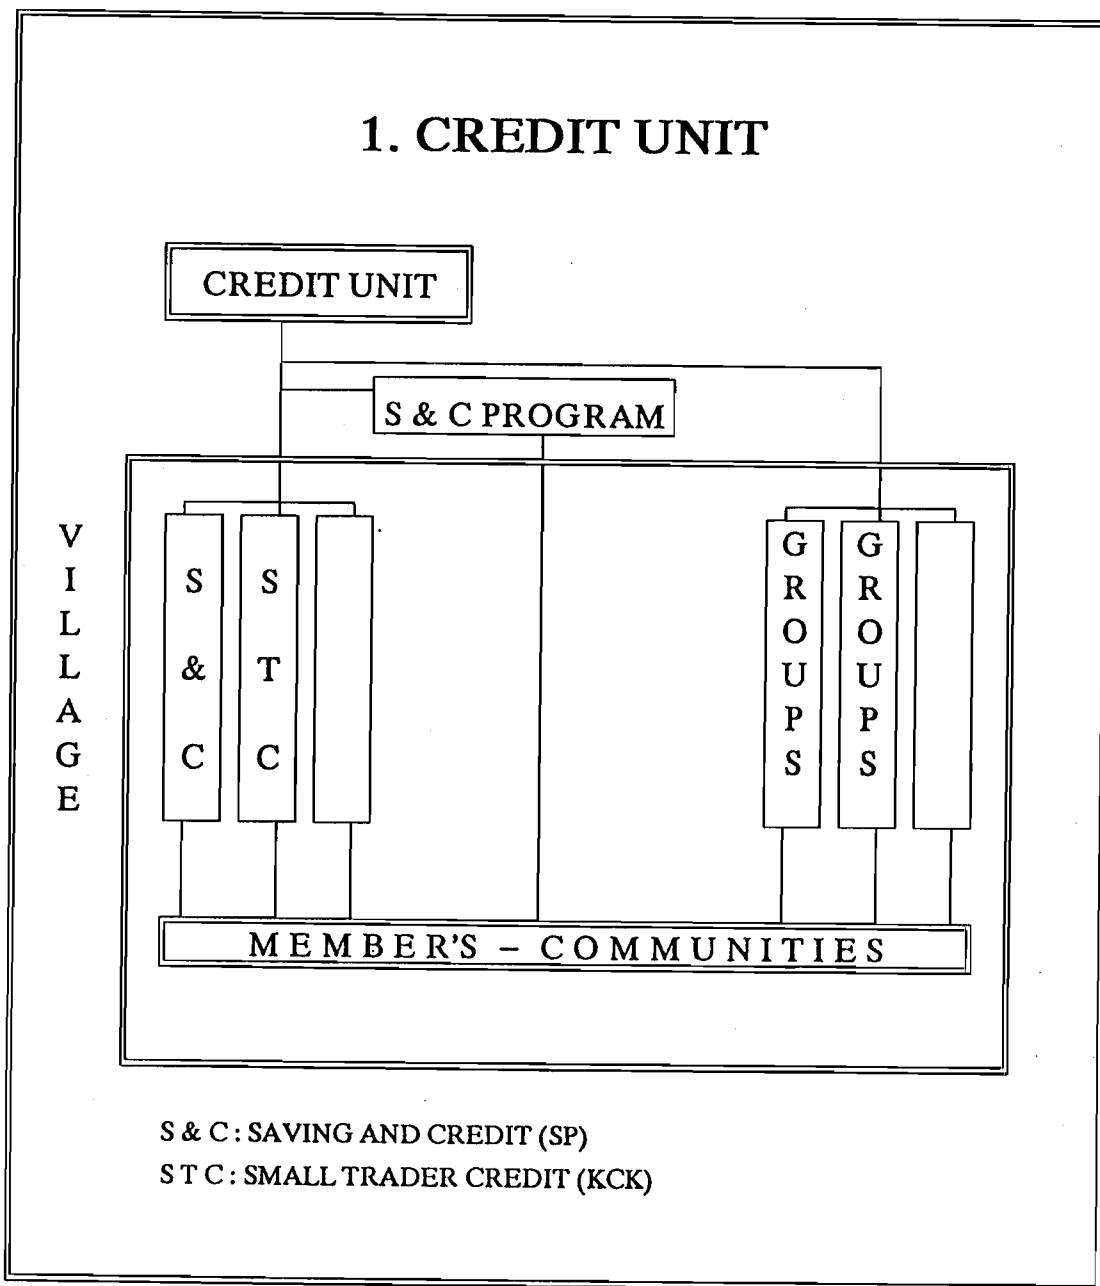 1. CREDIT UNIT
CREDIT UNIT
S & C PROGRAM
VILLAGE
S & C
S T C
GROUPS
GROUPS
MEMBER'S – COMMUNITIES
S & C : SAVING AND CREDIT (SP)
S T C : SMALL TRADER CREDIT (KCK)